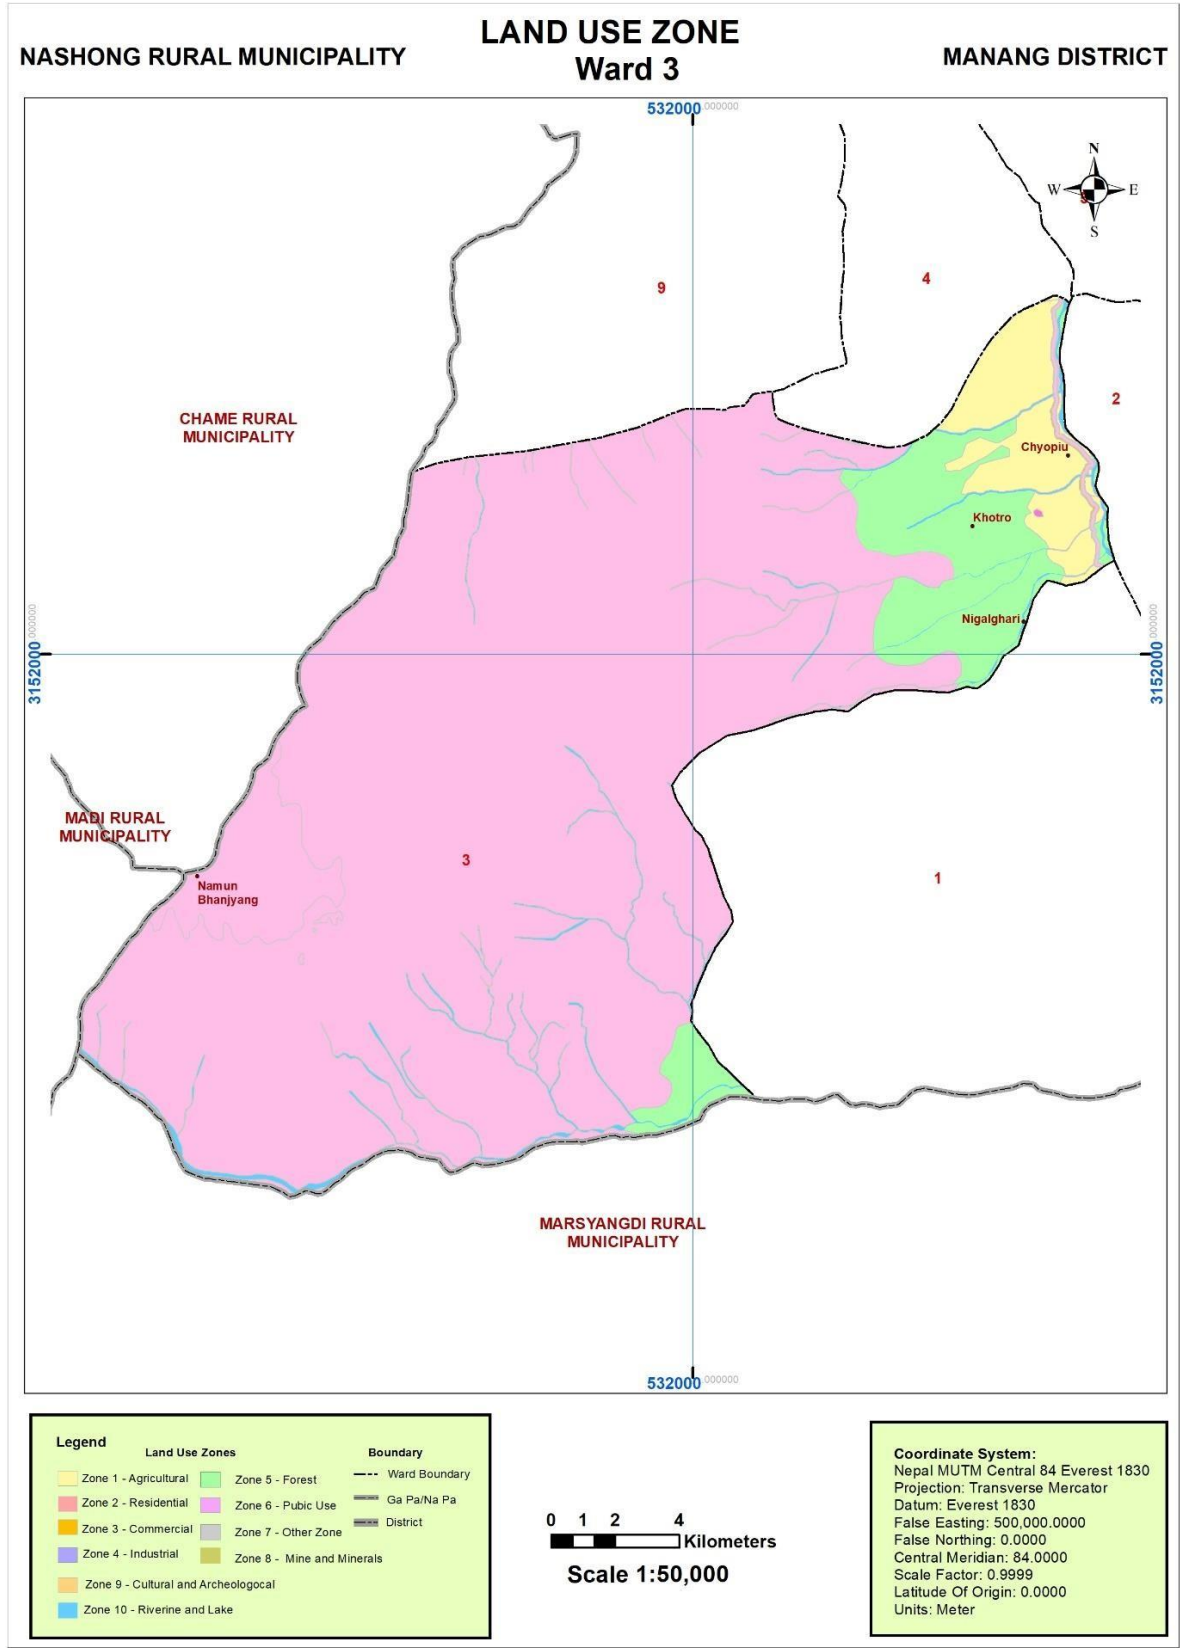 LAND USE ZONE
NASHONG RURAL MUNICIPALITY
Ward 3
MANANG DISTRICT
532000.000000
N
W
E
S
5
9
4
2
CHAME RURAL
MUNICIPALITY
Chyopiu
Khotro
Nigalghari
3152000.000000
3152000.000000
MADI RURAL
MUNICIPALITY
3
1
Namun
Bhanjyang
MARSYANGDI RURAL
MUNICIPALITY
532000.000000
Legend
Land Use Zones
Zone 1 - Agricultural
Zone 2 - Residential
Zone 3 - Commercial
Zone 4 - Industrial
Zone 9 - Cultural and Archeologocal
Zone 10 - Riverine and Lake
Zone 5 - Forest
Zone 6 - Pubic Use
Zone 7 - Other Zone
Zone 8 - Mine and Minerals
Boundary
Ward Boundary
Ga Pa/Na Pa
District
0 1 2 4
Kilometers
Scale 1:50,000
Coordinate System:
Nepal MUTM Central 84 Everest 1830
Projection: Transverse Mercator
Datum: Everest 1830
False Easting: 500,000.0000
False Northing: 0.0000
Central Meridian: 84.0000
Scale Factor: 0.9999
Latitude Of Origin: 0.0000
Units: Meter